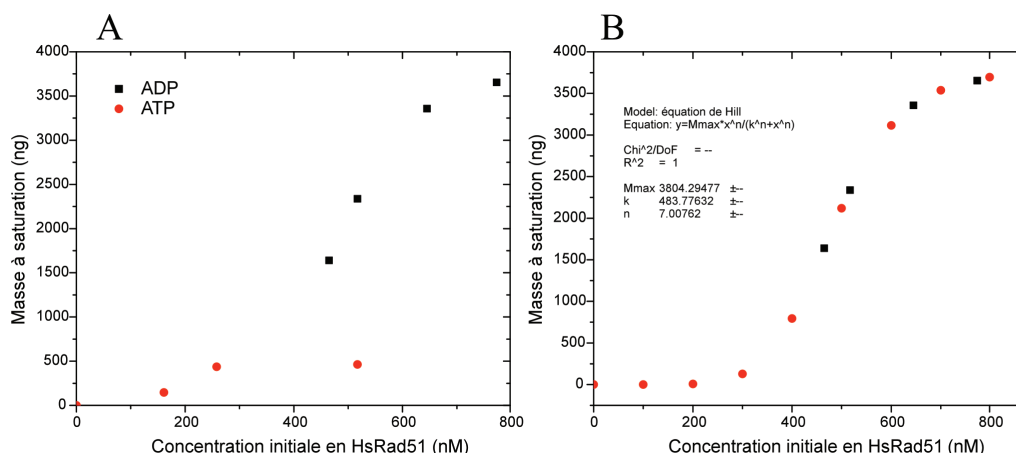 A
4000
3500
3000
2500
2000
1500
1000
500
0
Masse à saturation (ng)
ADP
ATP
0 200 400 600 800
Concentration initiale en HsRad51 (nM)
B
4000
3500
3000
2500
2000
1500
1000
500
0
Masse à saturation (ng)
Model: équation de Hill
Equation: y=Mmax*x^n/(k^n+x^n)
Chi^2/DoF = --
R^2 = 1
Mmax 3804.29477 ±--
k 483.77632 ±--
n 7.00762 ±--
0 200 400 600 800
Concentration initiale en HsRad51 (nM)